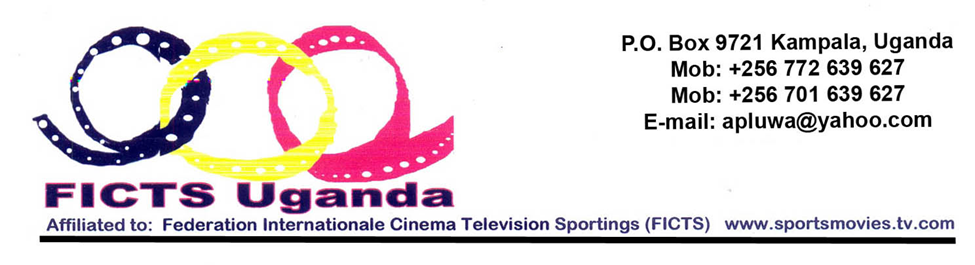 P.O. Box 9721 Kampala, Uganda
Mob: +256 772 639 627
Mob: +256 701 639 627
E-mail: apluwa@yahoo.com
FICTS Uganda
Affiliated to: Federation Internationale Cinema Television Sportings (FICTS) www.sportsmovies.tv.com